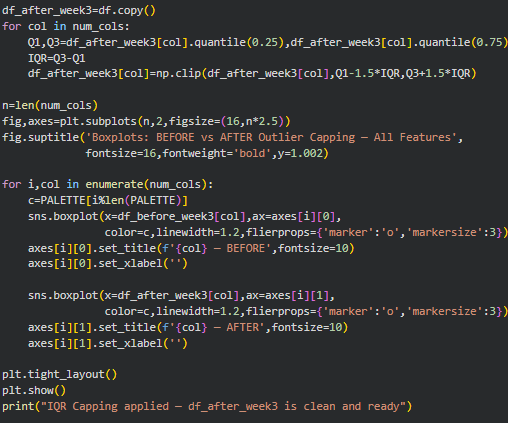 df_after_week3=df.copy()
for col in num_cols:
    Q1,Q3=df_after_week3[col].quantile(0.25),df_after_week3[col].quantile(0.75)
    IQR=Q3-Q1
    df_after_week3[col]=np.clip(df_after_week3[col],Q1-1.5*IQR,Q3+1.5*IQR)

n=len(num_cols)
fig,axes=plt.subplots(n,2,figsize=(16,n*2.5))
fig.suptitle('Boxplots: BEFORE vs AFTER Outlier Capping — All Features',
             fontsize=16,fontweight='bold',y=1.002)

for i,col in enumerate(num_cols):
    c=PALETTE[i%len(PALETTE)]
    sns.boxplot(x=df_before_week3[col],ax=axes[i][0],
                color=c,linewidth=1.2,flierprops={'marker':'o','markersize':3})
    axes[i][0].set_title(f'{col} — BEFORE',fontsize=10)
    axes[i][0].set_xlabel('')

    sns.boxplot(x=df_after_week3[col],ax=axes[i][1],
                color=c,linewidth=1.2,flierprops={'marker':'o','markersize':3})
    axes[i][1].set_title(f'{col} — AFTER',fontsize=10)
    axes[i][1].set_xlabel('')

plt.tight_layout()
plt.show()
print("IQR Capping applied — df_after_week3 is clean and ready")